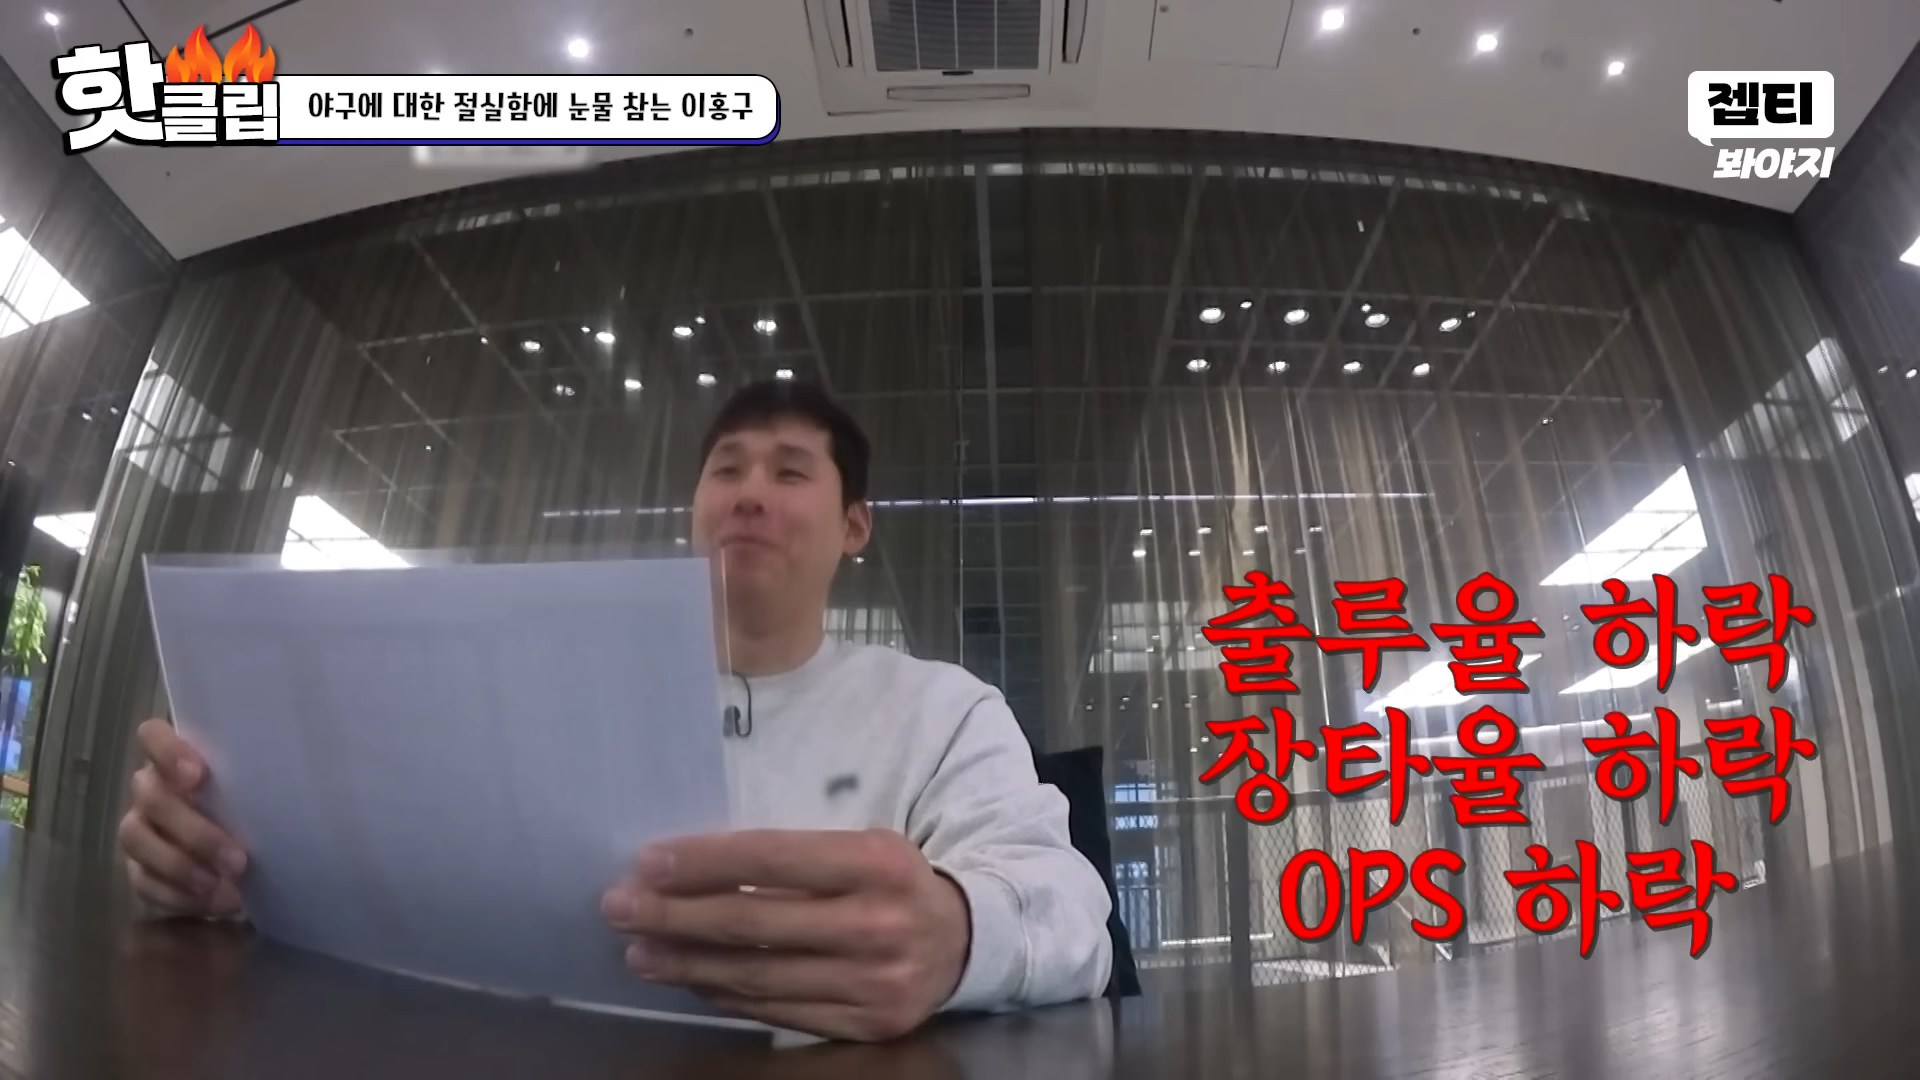 핫클립
야구에 대한 절실함에 눈물 참는 이홍구
젭티
봐야지
출루율 하락
장타율 하락
OPS 하락